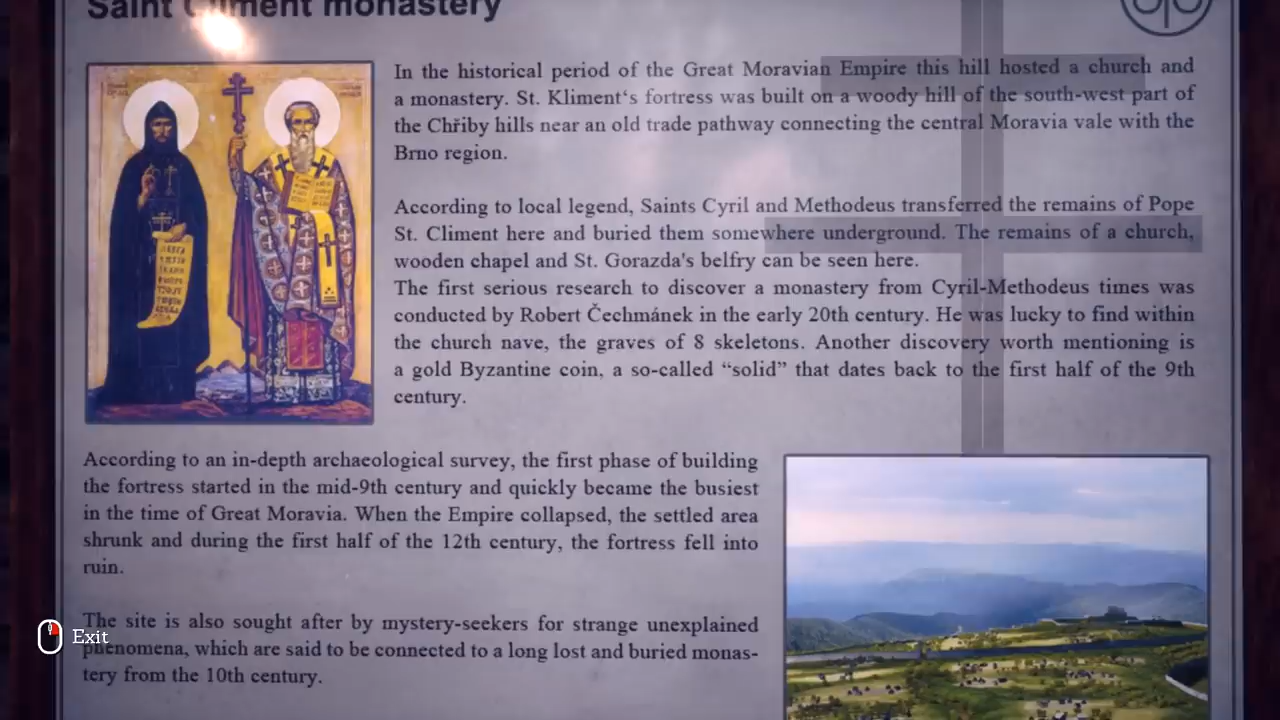 Saint Climent monastery
In the historical period of the Great Moravian Empire this hill hosted a church and
a monastery. St. Kliment‘s fortress was built on a woody hill of the south-west part of
the Chřiby hills near an old trade pathway connecting the central Moravia vale with the
Brno region.
According to local legend, Saints Cyril and Methodeus transferred the remains of Pope
St. Climent here and buried them somewhere underground. The remains of a church,
wooden chapel and St. Gorazda's belfry can be seen here.
The first serious research to discover a monastery from Cyril-Methodeus times was
conducted by Robert Čechmánek in the early 20th century. He was lucky to find within
the church nave, the graves of 8 skeletons. Another discovery worth mentioning is
a gold Byzantine coin, a so-called “solid” that dates back to the first half of the 9th
century.
According to an in-depth archaeological survey, the first phase of building
the fortress started in the mid-9th century and quickly became the busiest
in the time of Great Moravia. When the Empire collapsed, the settled area
shrunk and during the first half of the 12th century, the fortress fell into
ruin.
The site is also sought after by mystery-seekers for strange unexplained
phenomena, which are said to be connected to a long lost and buried monas-
tery from the 10th century.
Exit